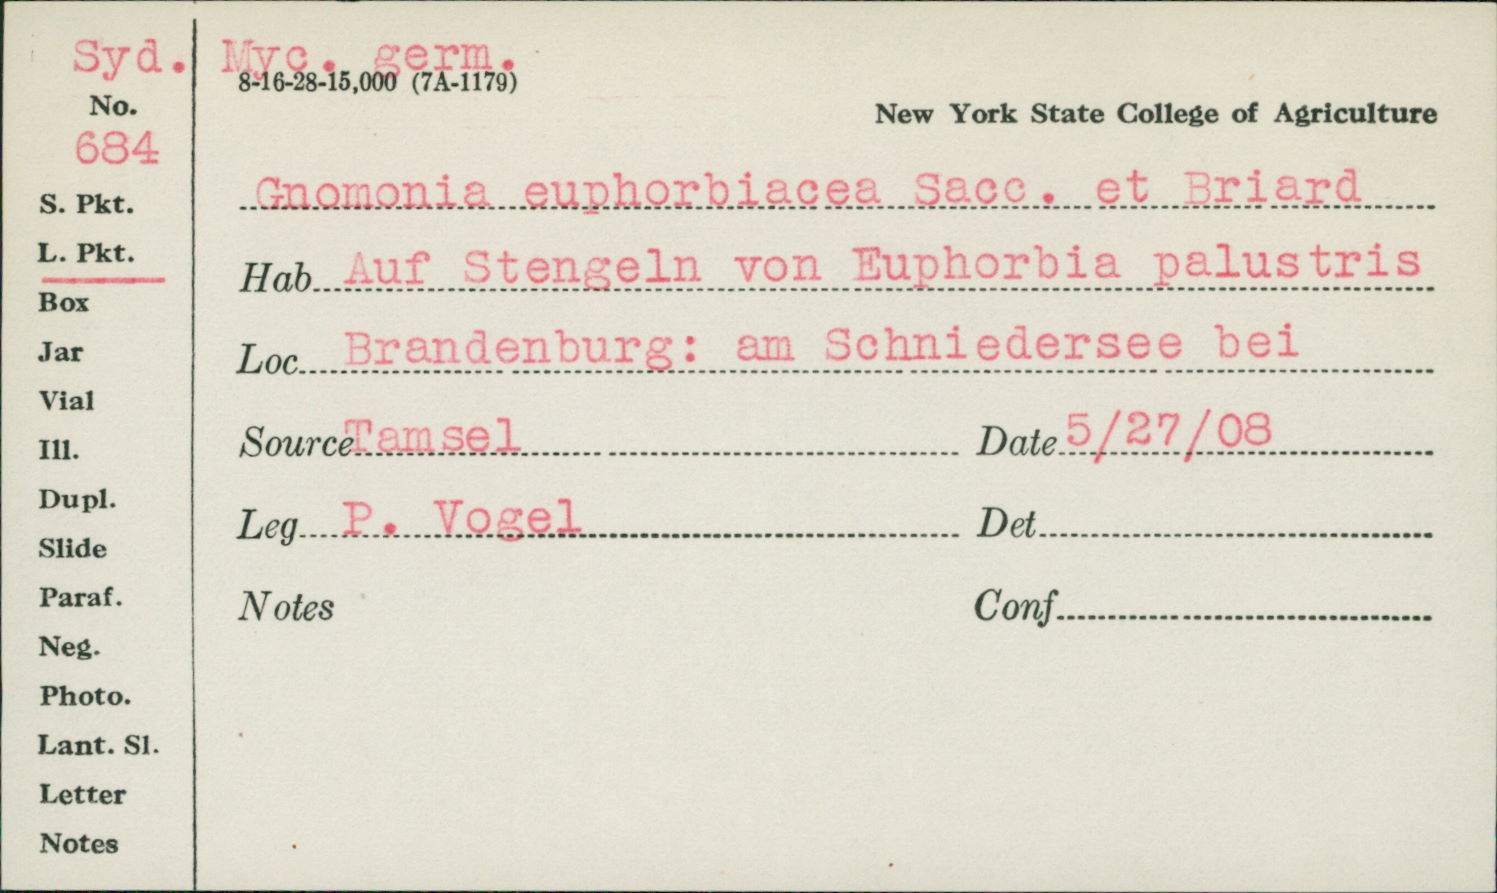 Syd. Myc. germ.
8-16-28-15,000 (7A-1179)
No.
684
New York State College of Agriculture
Gnomonia euphorbiacea Sacc. et Briard
S. Pkt.
L. Pkt.
Hab Auf Stengeln von Euphorbia palustris
Box
Jar
Loc Brandenburg: am Schniedersee bei
Vial
Ill.
Source Tamsel Date 5/27/08
Dupl.
Slide
Leg P. Vogel Det
Paraf.
Notes Conf
Neg.
Photo.
Lant. Sl.
Letter
Notes